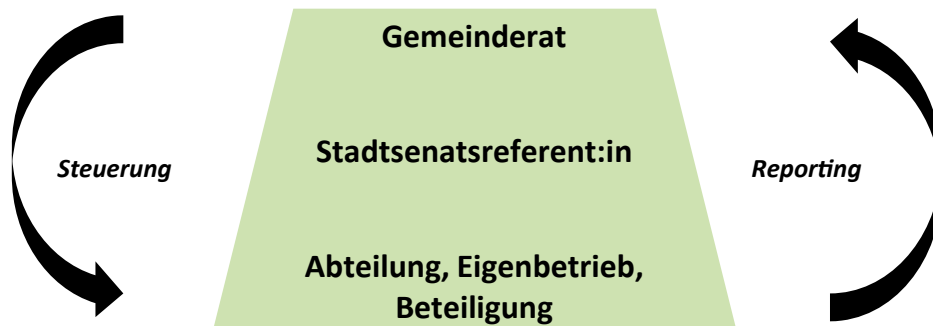 Gemeinderat
Stadtsenatsreferent:in
Steuerung
Reporting
Abteilung, Eigenbetrieb,
Beteiligung